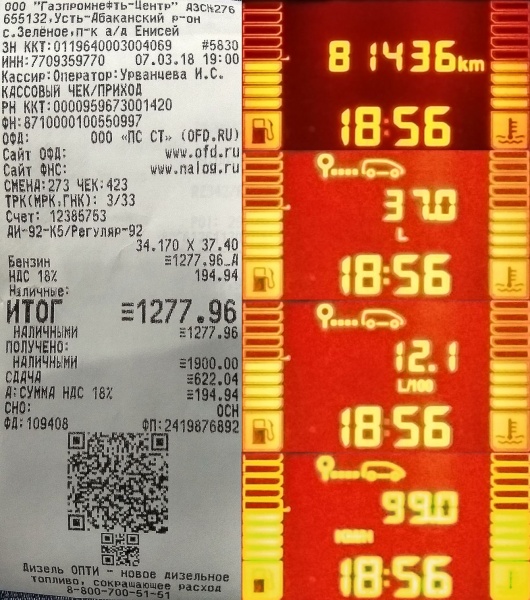 ООО "Газпромнефть-Центр" АЗС№276
655132,Усть-Абаканский р-он
с.Зелёное,п-к а/д Енисей
ЗН ККТ:0119640003004069 #5830
ИНН:7709359770 07.03.18 19:00
Кассир:Оператор:Урванцева И.С.
КАССОВЫЙ ЧЕК/ПРИХОД
РН ККТ:0000959673001420
ФН:8710000100550997
ОФД: ООО «ПС СТ» (OFD.RU)
Сайт ОФД: www.ofd.ru
Сайт ФНС: www.nalog.ru
СМЕНА:273 ЧЕК:423
ТРК(МРК.ГНК): 3/33
Счет: 12385763
АИ-92-К5/Регуляр-92
34.170 X 37.40
Бензин ≡1277.96_А
НДС 18% 194.94
Наличные:
ИТОГ ≡1277.96
НАЛИЧНЫМИ ≡1277.96
ПОЛУЧЕНО:
НАЛИЧНЫМИ ≡1900.00
СДАЧА ≡622.04
А:СУММА НДС 18% ≡194.94
СНО: ОСН
ФД:109408 ФП:2419876892
Дизель ОПТИ - новое дизельное
топливо, сокращающее расход
8-800-700-51-51
81436km
18:56
37.0
L
18:56
12.1
L/100
18:56
99.0
KM/H
18:56